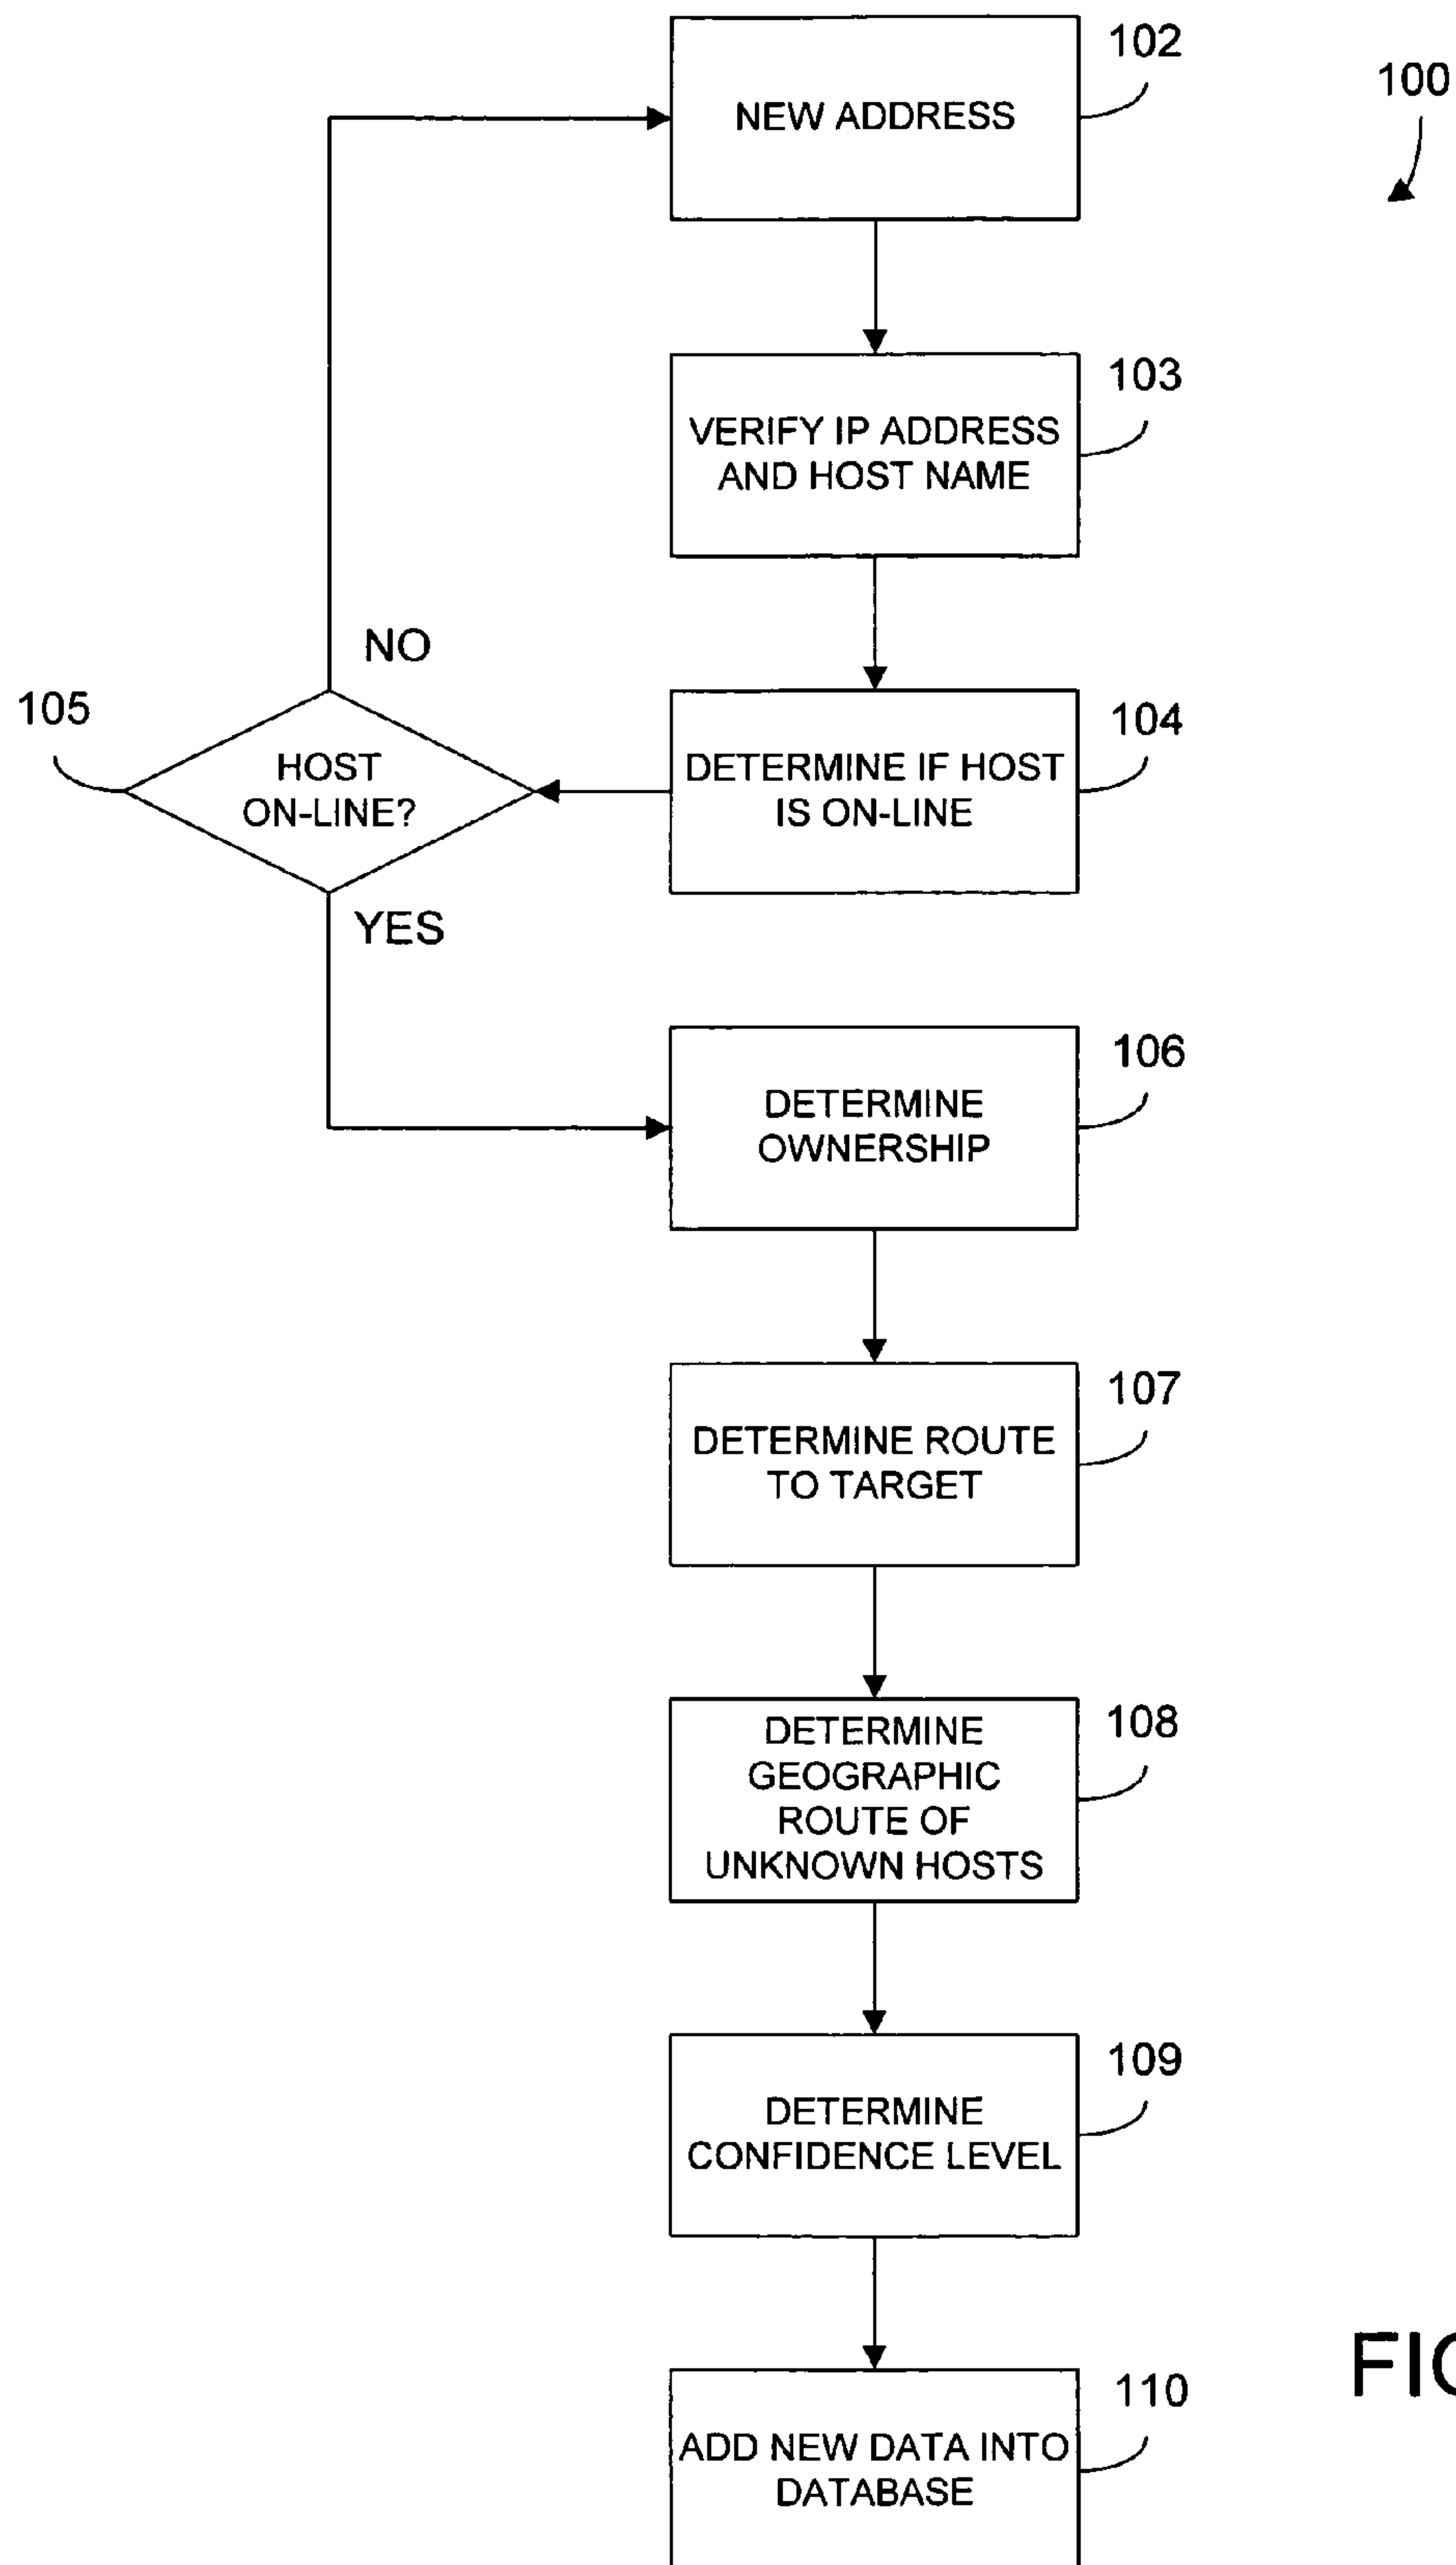 102
100
NEW ADDRESS
103
VERIFY IP ADDRESS
AND HOST NAME
NO
105
104
HOST
ON-LINE?
DETERMINE IF HOST
IS ON-LINE
YES
106
DETERMINE
OWNERSHIP
107
DETERMINE ROUTE
TO TARGET
108
DETERMINE
GEOGRAPHIC
ROUTE OF
UNKNOWN HOSTS
109
DETERMINE
CONFIDENCE LEVEL
110
ADD NEW DATA INTO
DATABASE